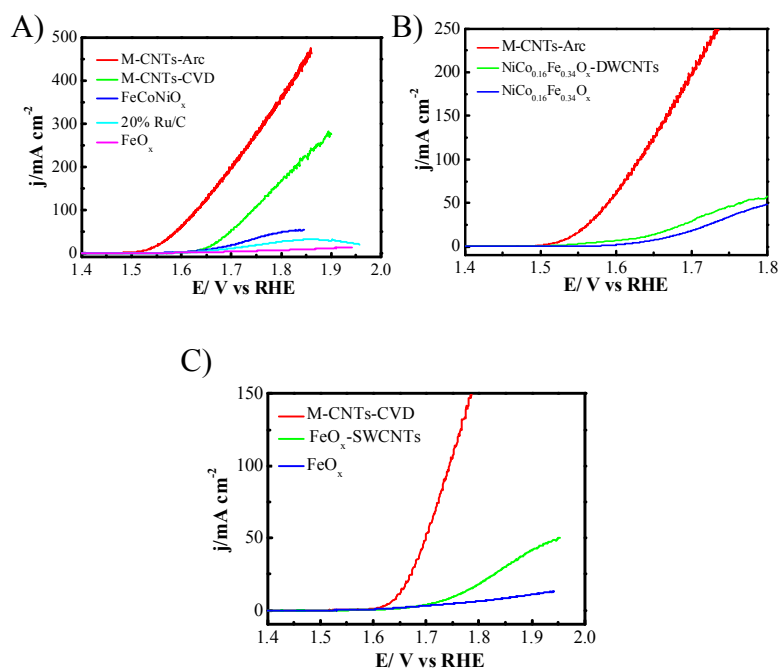 A)
500
400
300
200
100
0
j/mA cm-2
M-CNTs-Arc
M-CNTs-CVD
FeCoNiOx
20% Ru/C
FeOx
1.4 1.5 1.6 1.7 1.8 1.9 2.0
E/ V vs RHE
B)
250
200
150
100
50
0
j/mA cm-2
M-CNTs-Arc
NiCo0.16Fe0.34Ox-DWCNTs
NiCo0.16Fe0.34Ox
1.4 1.5 1.6 1.7 1.8
E/ V vs RHE
C)
150
100
50
0
j/mA cm-2
M-CNTs-CVD
FeOx-SWCNTs
FeOx
1.4 1.5 1.6 1.7 1.8 1.9 2.0
E/ V vs RHE